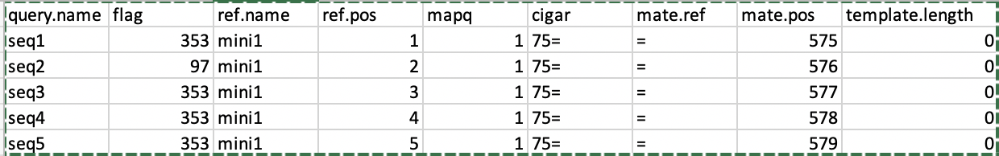 query.name flag ref.name ref.pos mapq cigar mate.ref mate.pos template.length
seq1 353 mini1 1 1 75= = 575 0
seq2 97 mini1 2 1 75= = 576 0
seq3 353 mini1 3 1 75= = 577 0
seq4 353 mini1 4 1 75= = 578 0
seq5 353 mini1 5 1 75= = 579 0